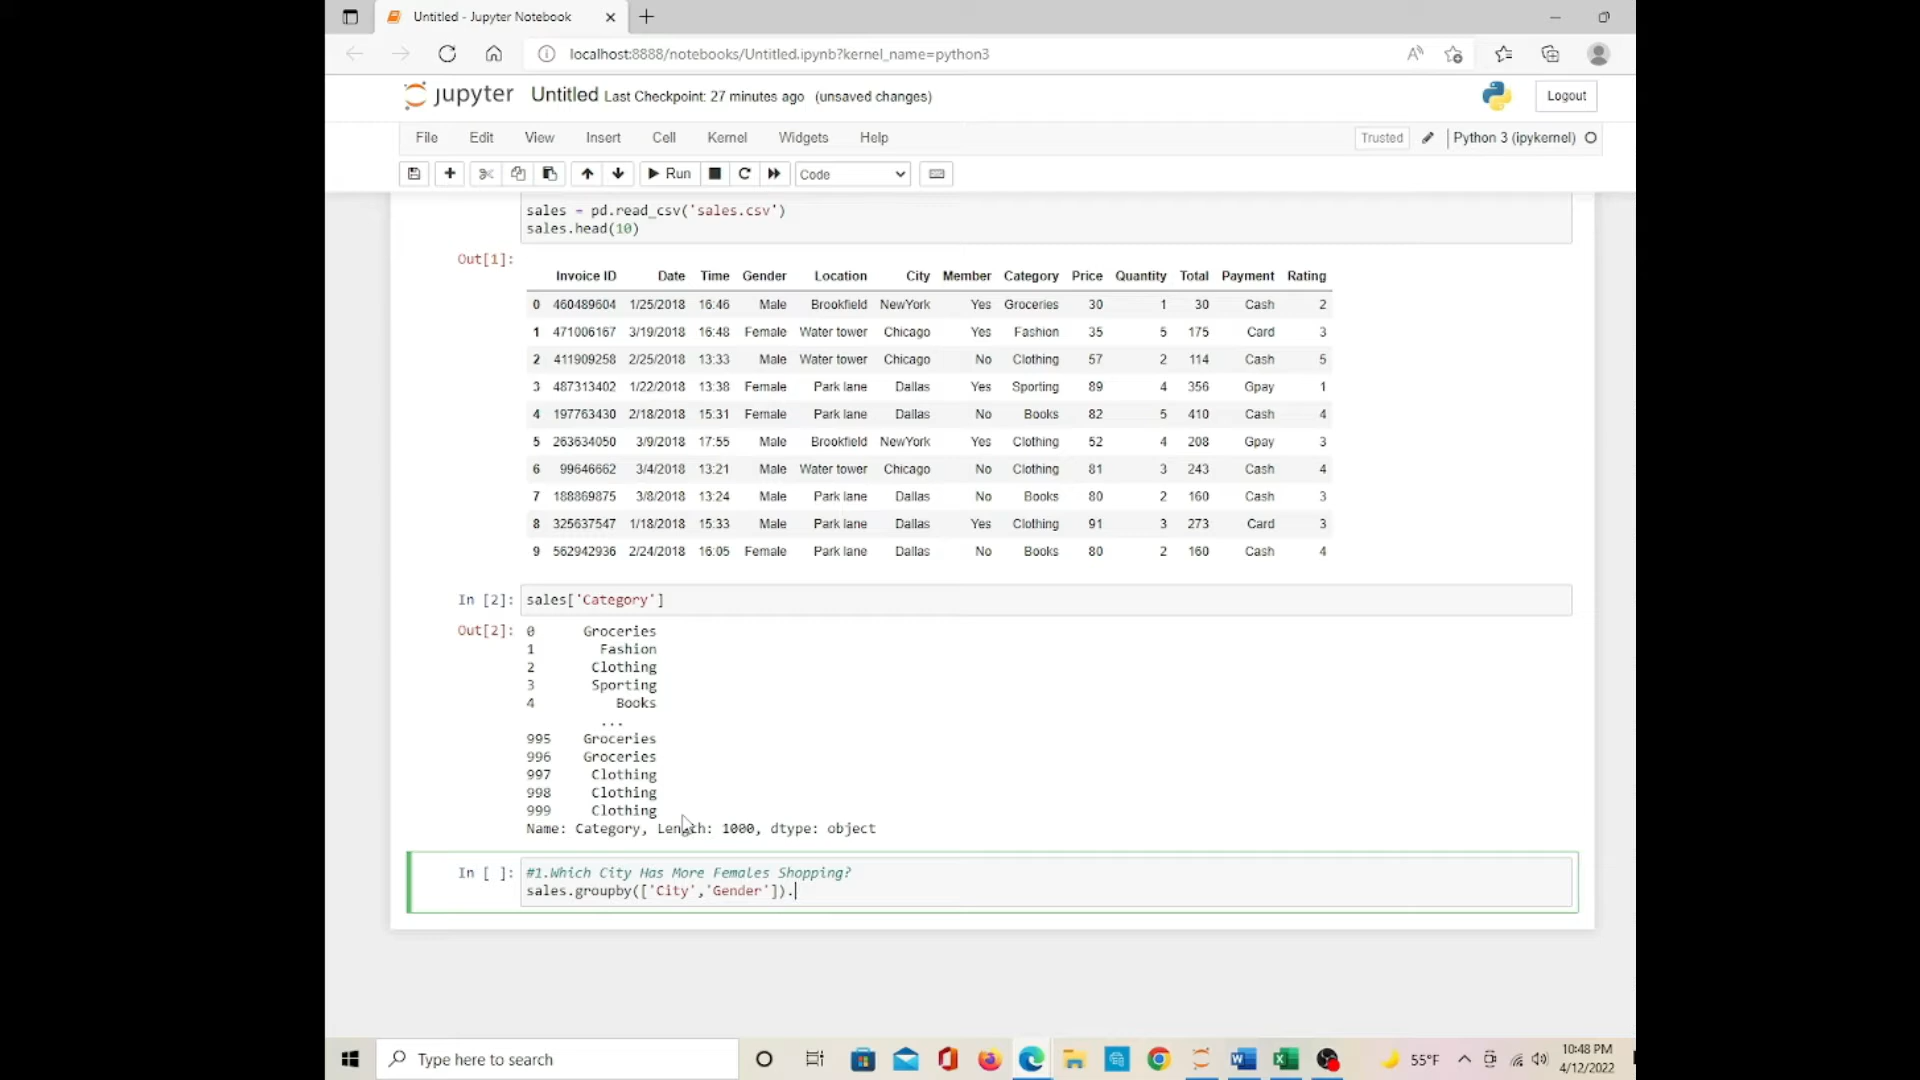 Untitled - Jupyter Notebook
localhost:8888/notebooks/Untitled.ipynb?kernel_name=python3
jupyter Untitled Last Checkpoint: 27 minutes ago (unsaved changes)
Logout
File Edit View Insert Cell Kernel Widgets Help
Trusted
Python 3 (ipykernel)
Run
Code
sales = pd.read_csv('sales.csv')
sales.head(10)
Out[1]:
Invoice ID Date Time Gender Location City Member Category Price Quantity Total Payment Rating
0 460489604 1/25/2018 16:46 Male Brookfield NewYork Yes Groceries 30 1 30 Cash 2
1 471006167 3/19/2018 16:48 Female Water tower Chicago Yes Fashion 35 5 175 Card 3
2 411909258 2/25/2018 13:33 Male Water tower Chicago No Clothing 57 2 114 Cash 5
3 487313402 1/22/2018 13:38 Female Park lane Dallas Yes Sporting 89 4 356 Gpay 1
4 197763430 2/18/2018 15:31 Female Park lane Dallas No Books 82 5 410 Cash 4
5 263634050 3/9/2018 17:55 Male Brookfield NewYork Yes Clothing 52 4 208 Gpay 3
6 99646662 3/4/2018 13:21 Male Water tower Chicago No Clothing 81 3 243 Cash 4
7 188869875 3/8/2018 13:24 Male Park lane Dallas No Books 80 2 160 Cash 3
8 325637547 1/18/2018 15:33 Male Park lane Dallas Yes Clothing 91 3 273 Card 3
9 562942936 2/24/2018 16:05 Female Park lane Dallas No Books 80 2 160 Cash 4
In [2]: sales['Category']
Out[2]: 0 Groceries
1 Fashion
2 Clothing
3 Sporting
4 Books
...
995 Groceries
996 Groceries
997 Clothing
998 Clothing
999 Clothing
Name: Category, Length: 1000, dtype: object
In [ ]: #1.Which City Has More Females Shopping?
sales.groupby(['City','Gender']).
Type here to search
55°F
10:48 PM
4/12/2022